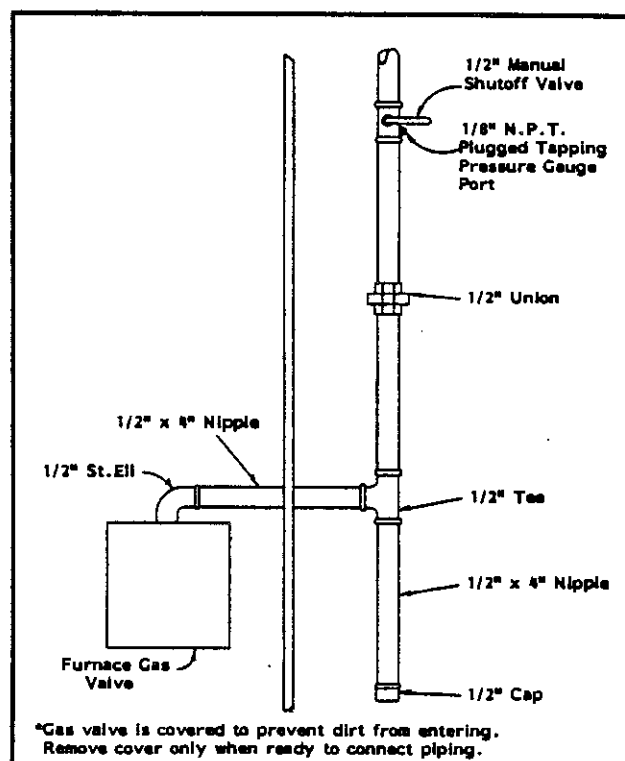 1/2" Manual
Shutoff Valve
1/8" N.P.T.
Plugged Tapping
Pressure Gauge
Port
1/2" Union
1/2" x 4" Nipple
1/2" St.Ell
1/2" Tee
1/2" x 4" Nipple
Furnace Gas
Valve
1/2" Cap
*Gas valve is covered to prevent dirt from entering.
Remove cover only when ready to connect piping.